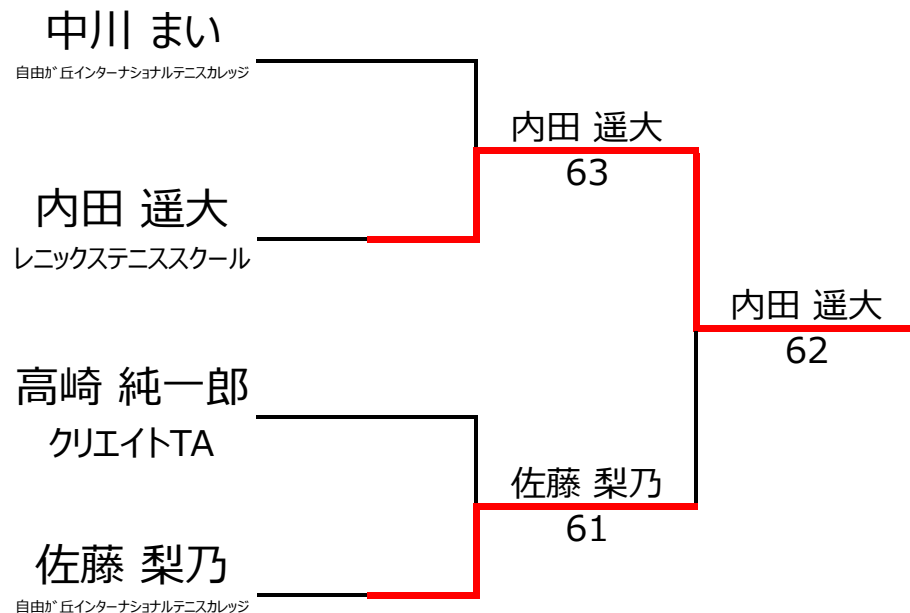 中川 まい
自由が丘インターナショナルテニスカレッジ
内田 遥大
63
内田 遥大
レニックステニススクール
内田 遥大
62
高崎 純一郎
クリエイトTA
佐藤 梨乃
61
佐藤 梨乃
自由が丘インターナショナルテニスカレッジ